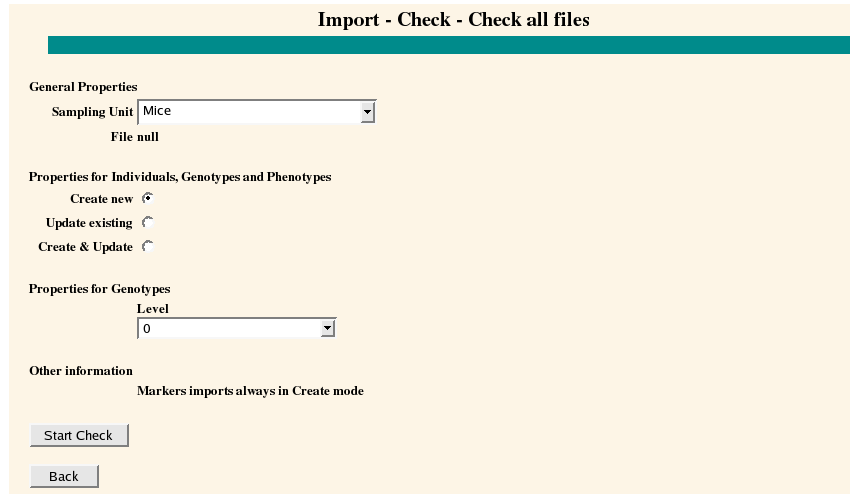 Import - Check - Check all files
General Properties
Sampling Unit Mice
File null
Properties for Individuals, Genotypes and Phenotypes
Create new
Update existing
Create & Update
Properties for Genotypes
Level
0
Other information
Markers imports always in Create mode
Start Check
Back